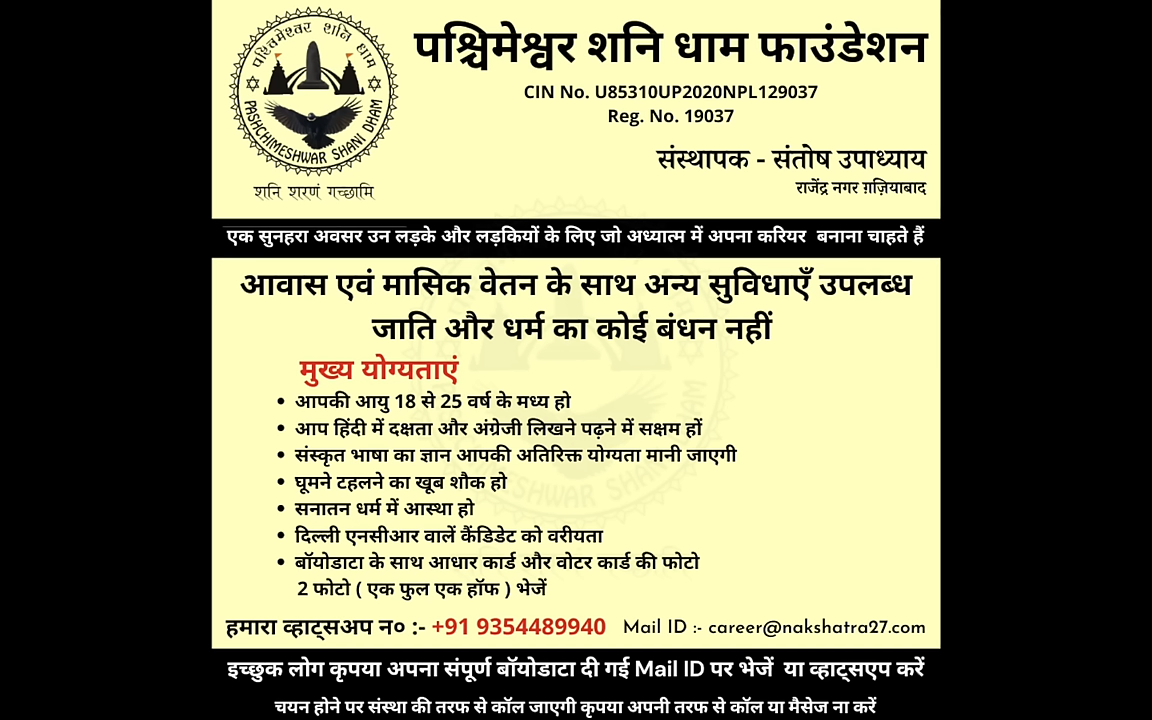 पश्चिमेश्वर शनि धाम
PASHCHIMESHWAR SHANI DHAM
शनि शरणं गच्छामि
पश्चिमेश्वर शनि धाम फाउंडेशन
CIN No. U85310UP2020NPL129037
Reg. No. 19037
संस्थापक - संतोष उपाध्याय
राजेंद्र नगर ग़ज़ियाबाद
एक सुनहरा अवसर उन लड़के और लड़कियों के लिए जो अध्यात्म में अपना करियर बनाना चाहते हैं
आवास एवं मासिक वेतन के साथ अन्य सुविधाएँ उपलब्ध
जाति और धर्म का कोई बंधन नहीं
मुख्य योग्यताएं
• आपकी आयु 18 से 25 वर्ष के मध्य हो
• आप हिंदी में दक्षता और अंग्रेजी लिखने पढ़ने में सक्षम हों
• संस्कृत भाषा का ज्ञान आपकी अतिरिक्त योग्यता मानी जाएगी
• घूमने टहलने का खूब शौक हो
• सनातन धर्म में आस्था हो
• दिल्ली एनसीआर वालें कैंडिडेट को वरीयता
• बॉयोडाटा के साथ आधार कार्ड और वोटर कार्ड की फोटो
2 फोटो ( एक फुल एक हॉफ ) भेजें
हमारा व्हाट्सअप न० :- +91 9354489940 Mail ID :- career@nakshatra27.com
इच्छुक लोग कृपया अपना संपूर्ण बॉयोडाटा दी गई Mail ID पर भेजें या व्हाट्सएप करें
चयन होने पर संस्था की तरफ से कॉल जाएगी कृपया अपनी तरफ से कॉल या मैसेज ना करें